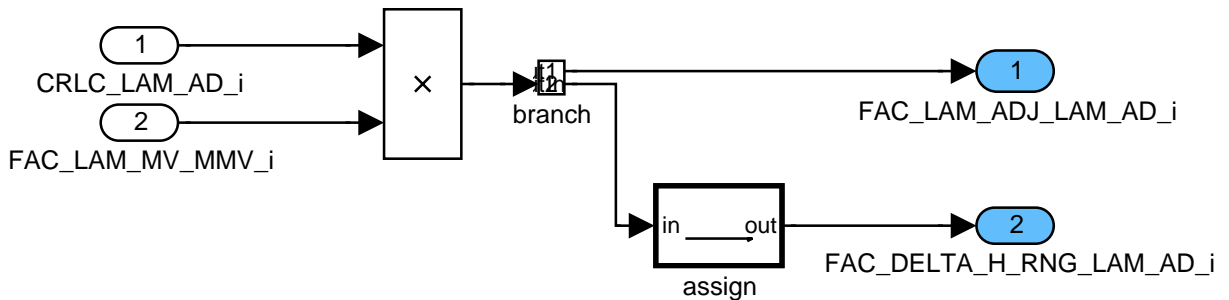 1
CRLC_LAM_AD_i
2
FAC_LAM_MV_MMV_i
×
branch
1
FAC_LAM_ADJ_LAM_AD_i
in
out
assign
2
FAC_DELTA_H_RNG_LAM_AD_i